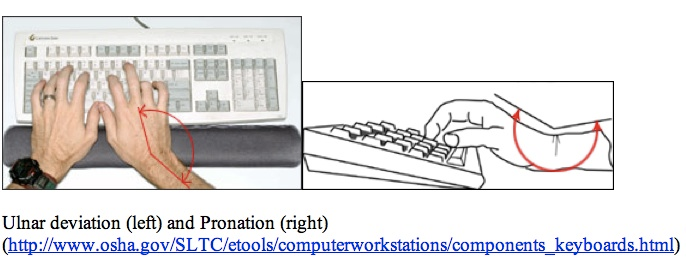 Ulnar deviation (left) and Pronation (right)
(http://www.osha.gov/SLTC/etools/computerworkstations/components_keyboards.html)